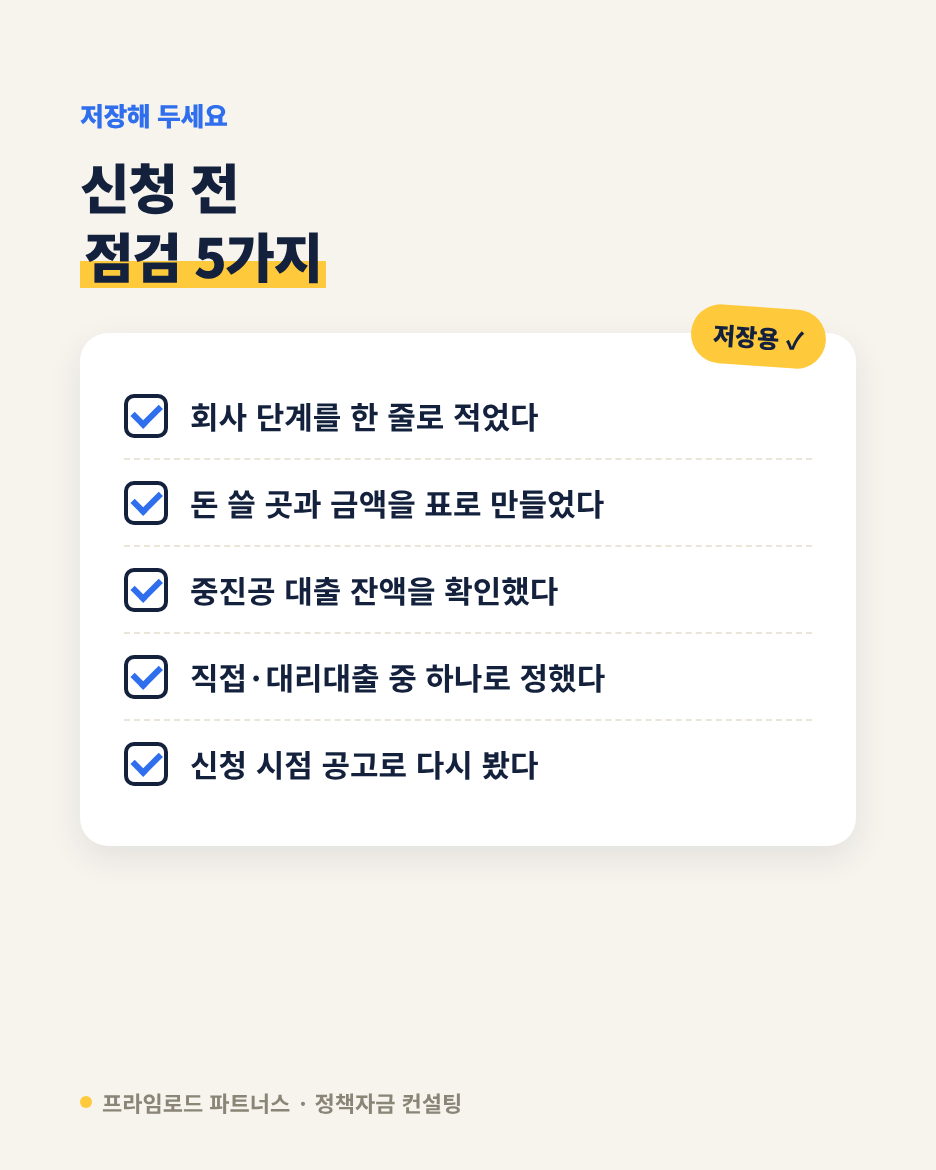 저장해 두세요
신청 전
점검 5가지
저장용 ✓
회사 단계를 한 줄로 적었다
돈 쓸 곳과 금액을 표로 만들었다
중진공 대출 잔액을 확인했다
직접·대리대출 중 하나로 정했다
신청 시점 공고로 다시 봤다
프라임로드 파트너스 · 정책자금 컨설팅